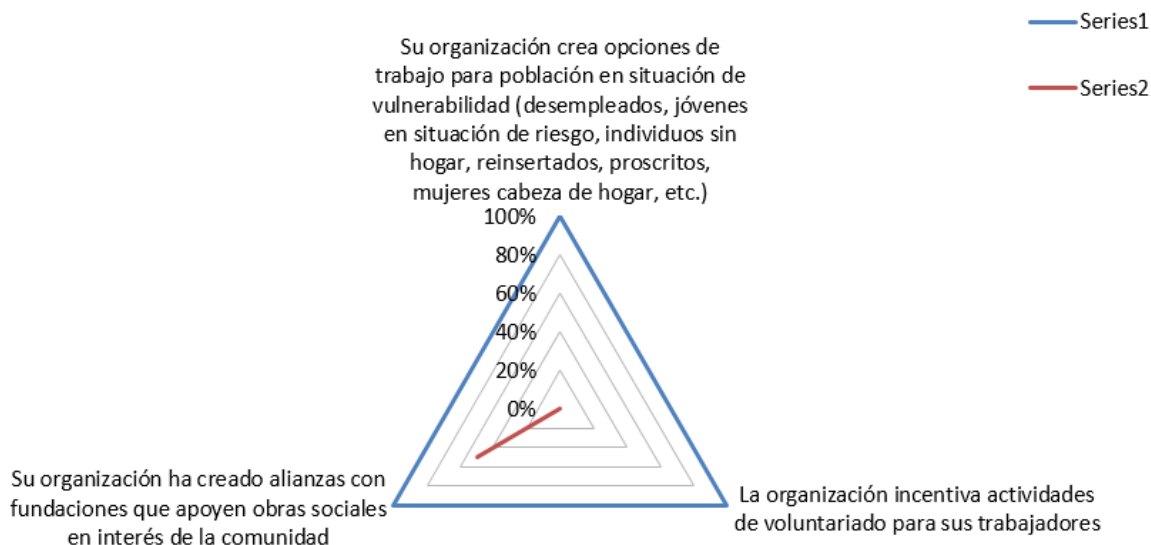 Series1
Series2
Su organización crea opciones de
trabajo para población en situación de
vulnerabilidad (desempleados, jóvenes
en situación de riesgo, individuos sin
hogar, reinsertados, proscritos,
mujeres cabeza de hogar, etc.)
100%
80%
60%
40%
20%
0%
Su organización ha creado alianzas con
fundaciones que apoyen obras sociales
en interés de la comunidad
La organización incentiva actividades
de voluntariado para sus trabajadores